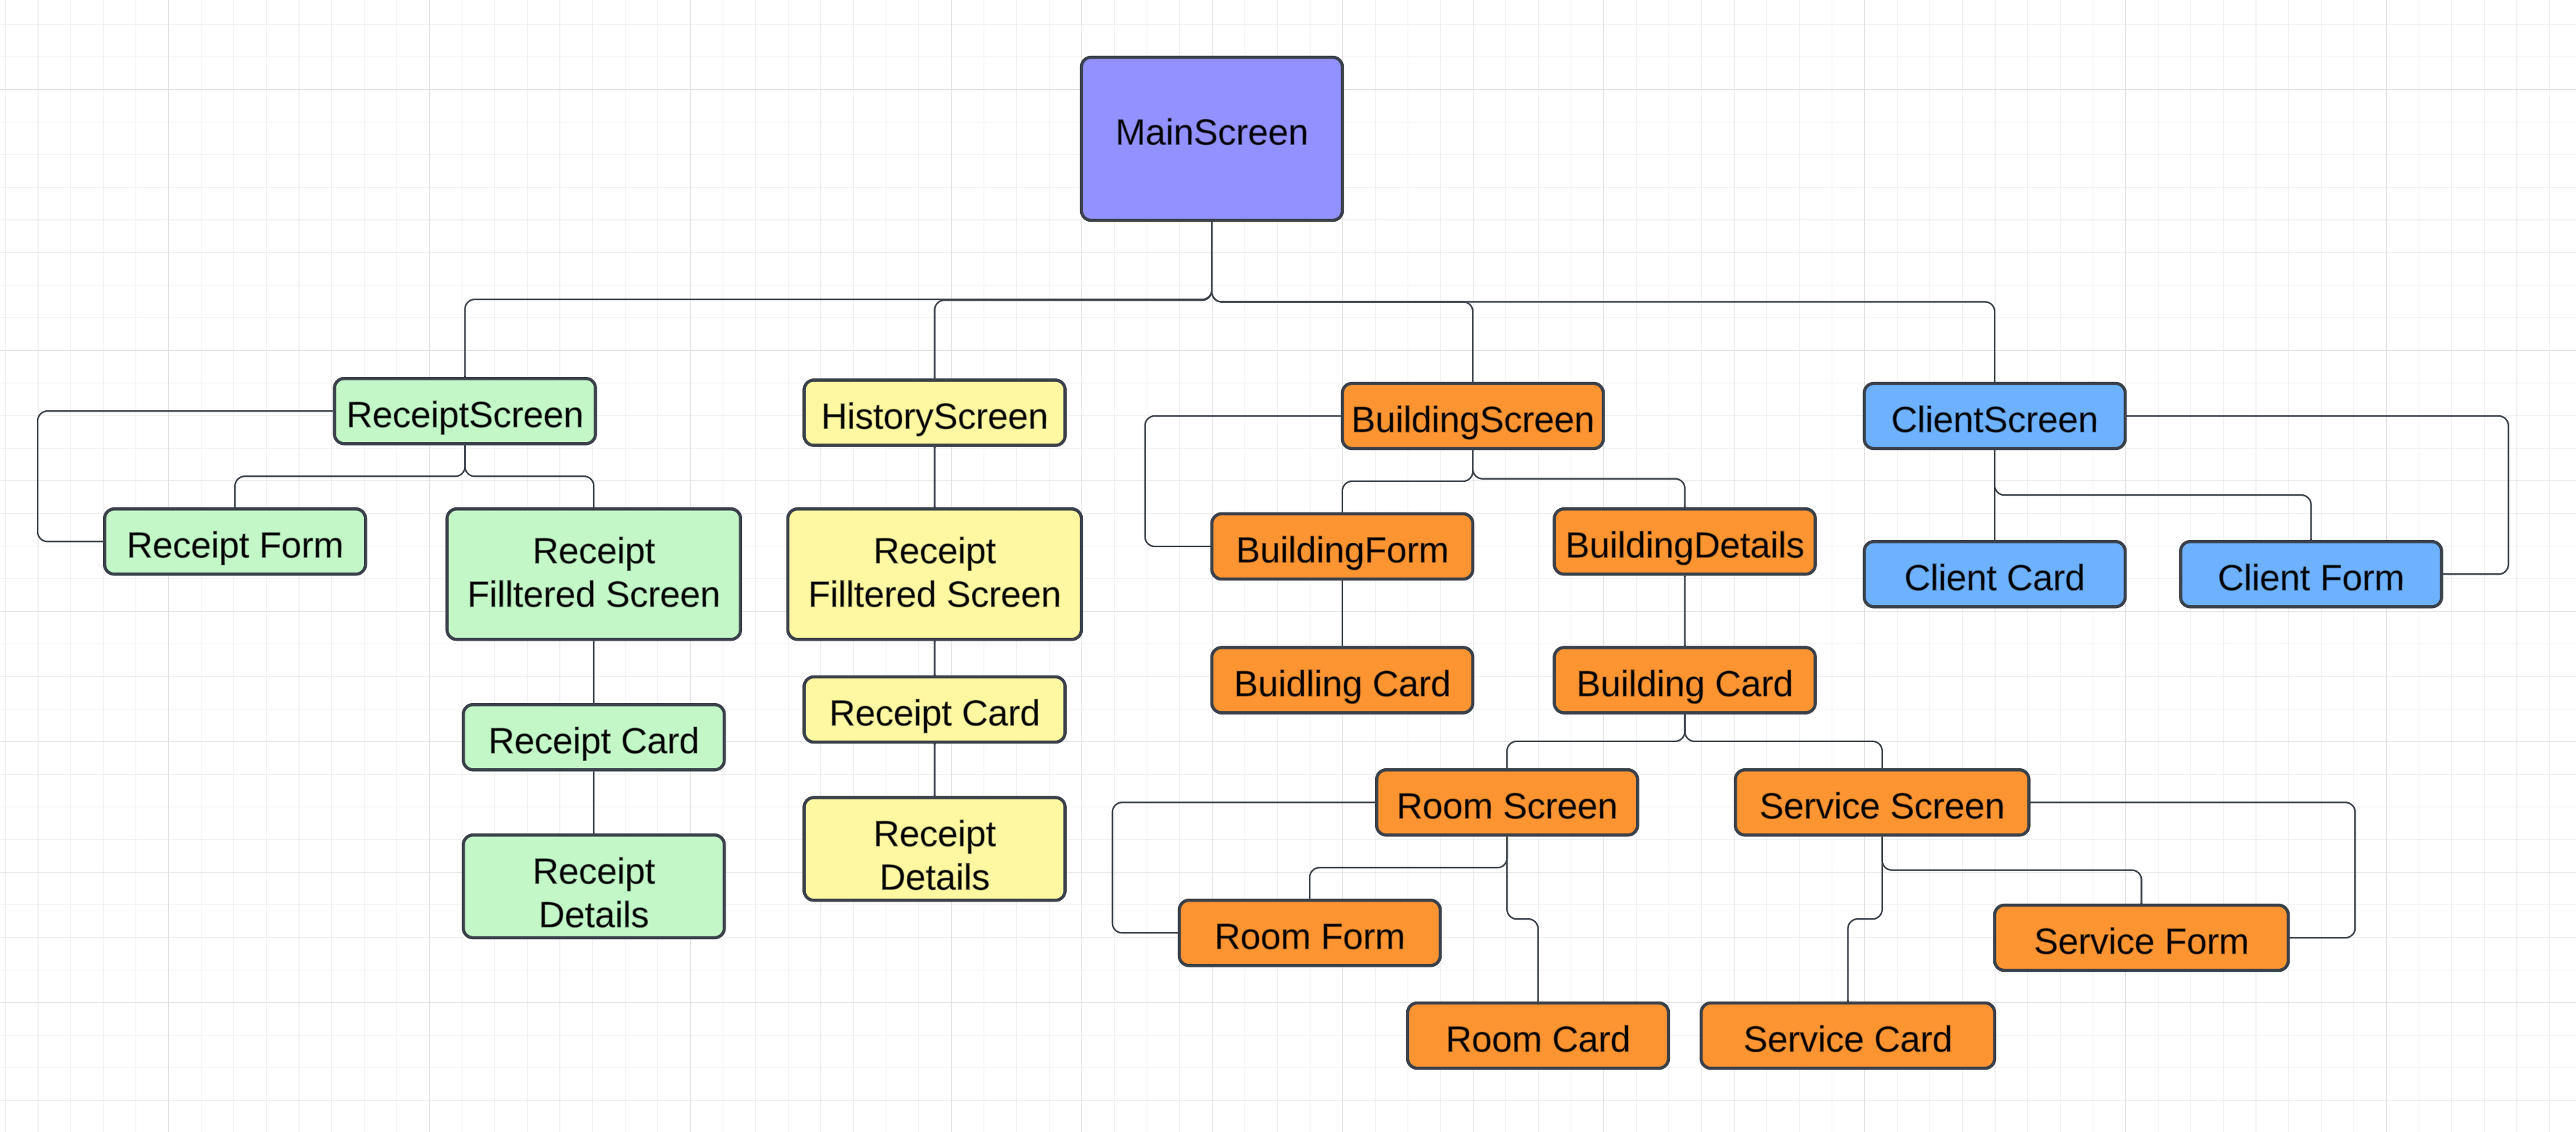 MainScreen
ReceiptScreen
HistoryScreen
BuildingScreen
ClientScreen
Receipt Form
Receipt
Filltered Screen
Receipt
Filltered Screen
BuildingForm
BuildingDetails
Client Card
Client Form
Receipt Card
Receipt Card
Buidling Card
Building Card
Receipt
Details
Receipt
Details
Room Screen
Service Screen
Room Form
Service Form
Room Card
Service Card